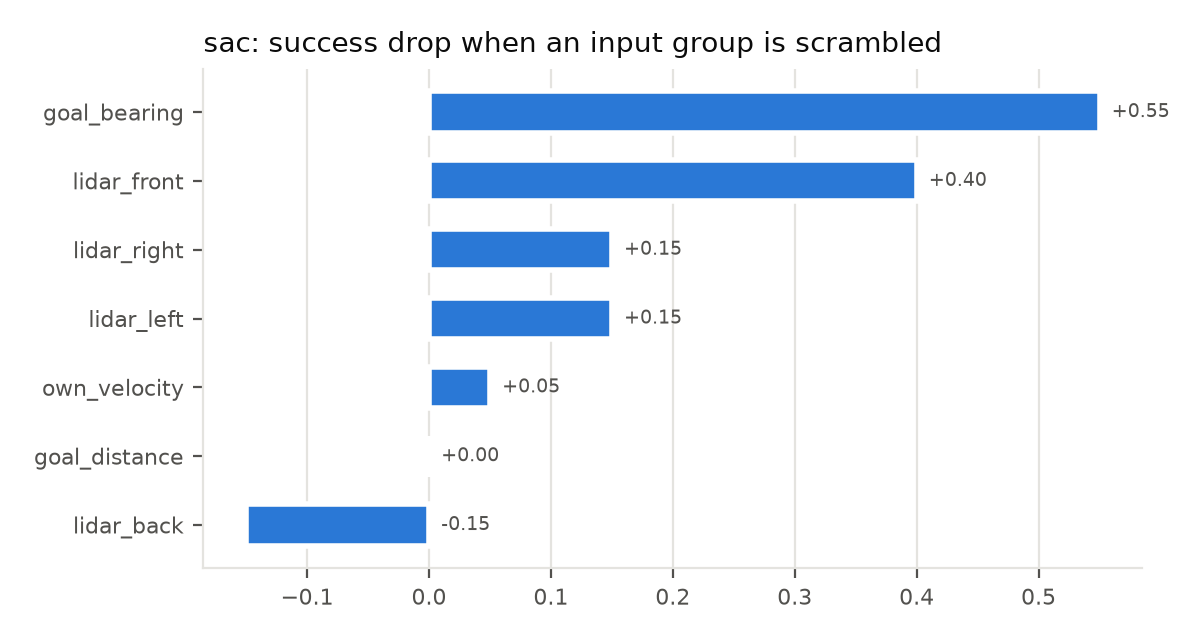 sac: success drop when an input group is scrambled
goal_bearing +0.55
lidar_front +0.40
lidar_right +0.15
lidar_left +0.15
own_velocity +0.05
goal_distance +0.00
lidar_back -0.15
−0.1 0.0 0.1 0.2 0.3 0.4 0.5